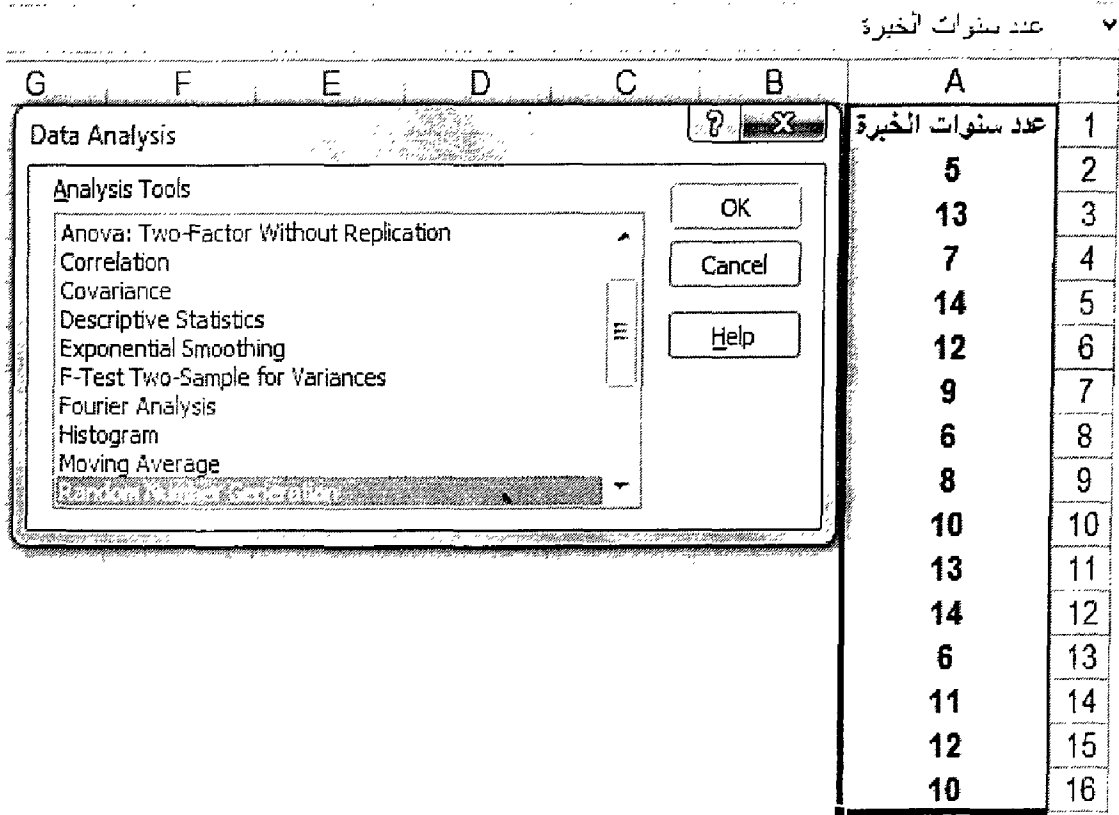 عدد سنوات الخبرة
G F E D C B A
Data Analysis
Analysis Tools
Anova: Two-Factor Without Replication
Correlation
Covariance
Descriptive Statistics
Exponential Smoothing
F-Test Two-Sample for Variances
Fourier Analysis
Histogram
Moving Average
Random Number Generation
OK
Cancel
Help
عدد سنوات الخبرة 1
5 2
13 3
7 4
14 5
12 6
9 7
6 8
8 9
10 10
13 11
14 12
6 13
11 14
12 15
10 16